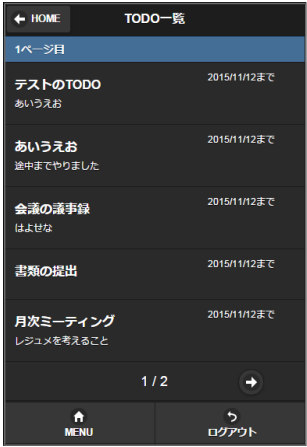 HOME TODO一覧
1ページ目
テストのTODO 2015/11/12まで
あいうえお
あいうえお 2015/11/12まで
途中までやりました
会議の議事録 2015/11/12まで
はよせな
書類の提出 2015/11/12まで
月次ミーティング 2015/11/12まで
レジュメを考えること
1 / 2
MENU ログアウト